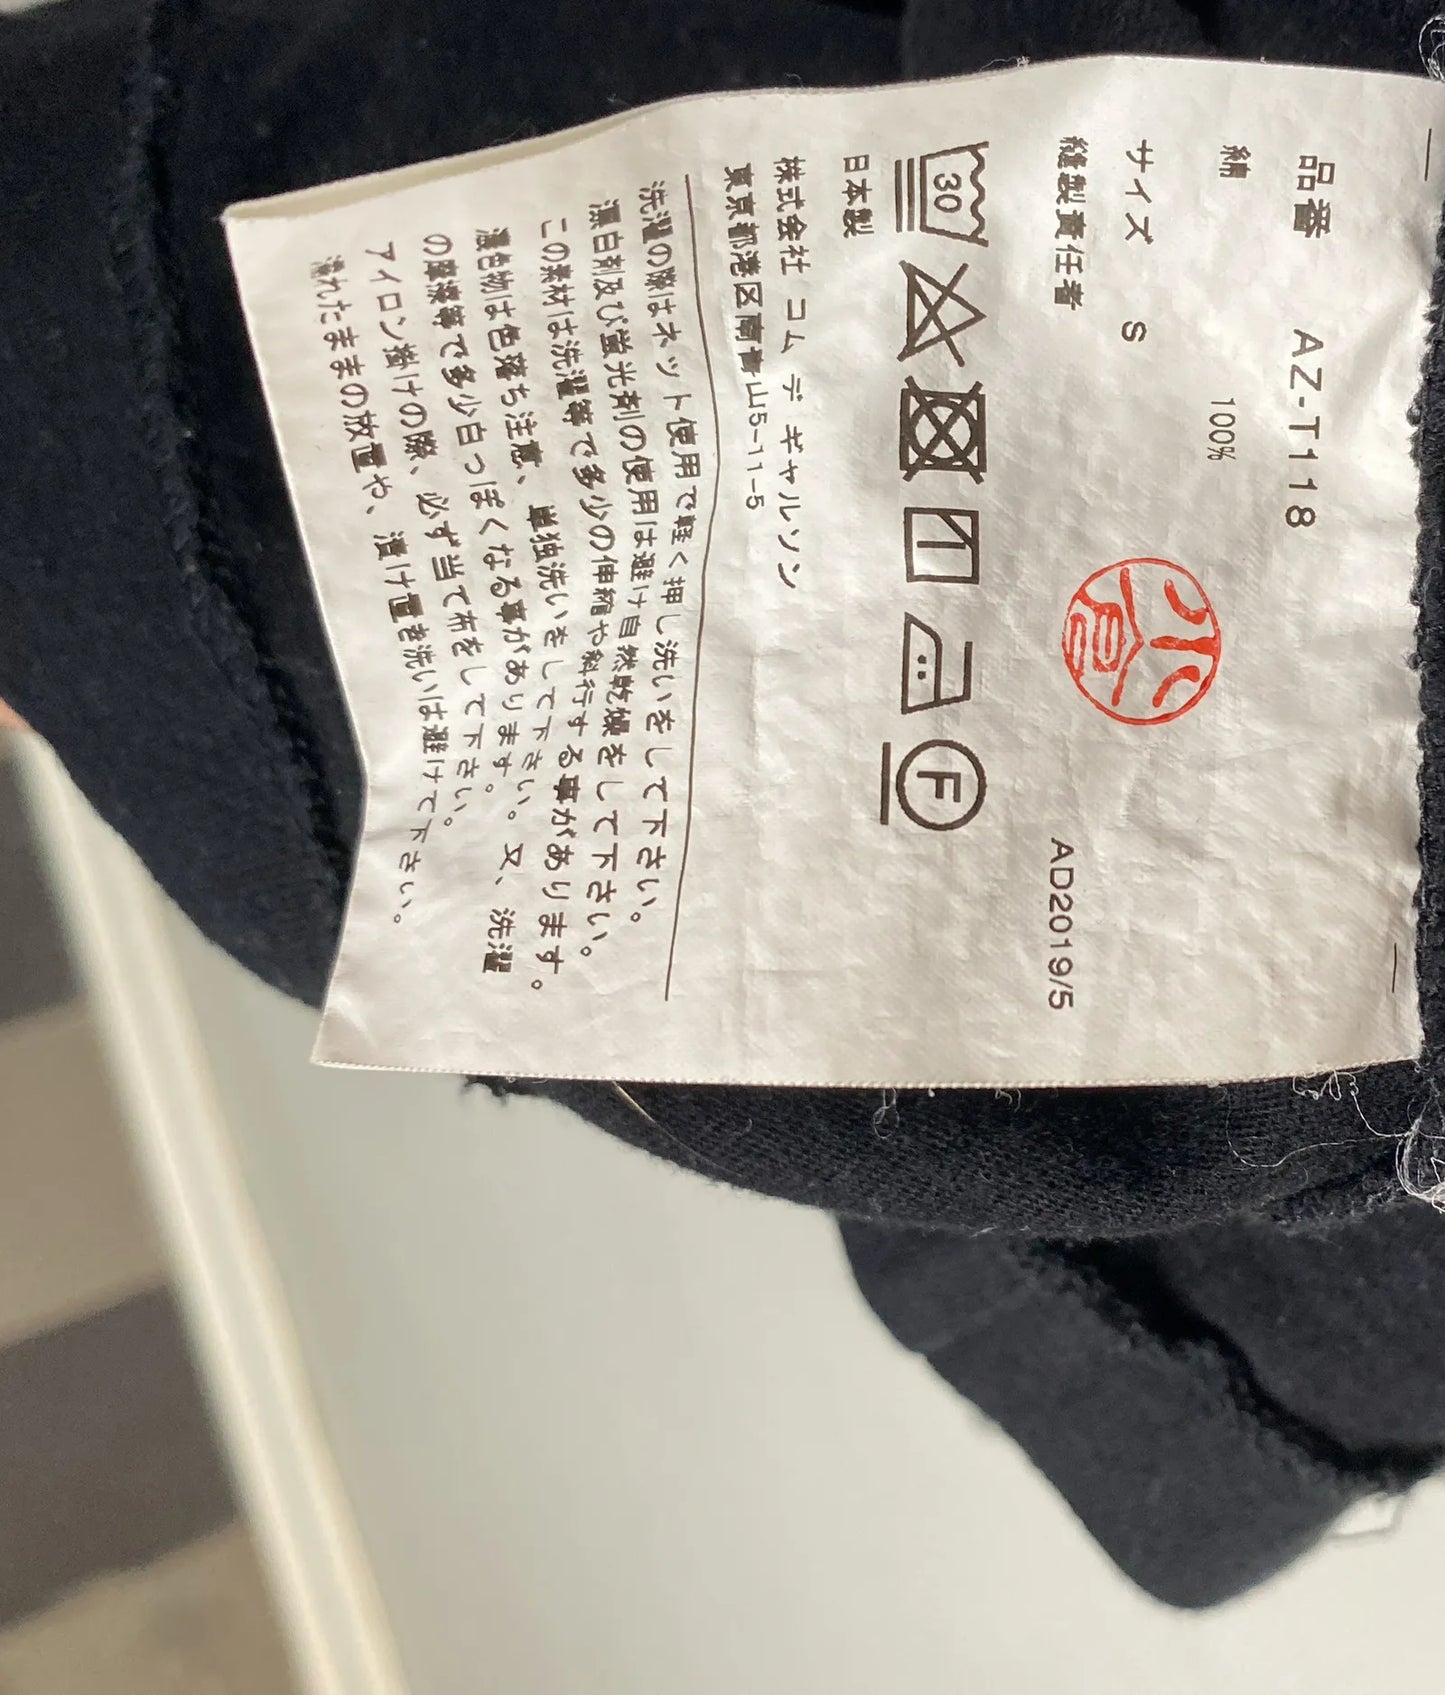 品番 AZ-T118
綿 100%
サイズ S
縫製責任者
AD2019/5
30
F
日本製
株式会社 コム デ ギャルソン
東京都港区南青山5-11-5
洗濯の際はネット使用で軽く押し洗いをして下さい。
漂白剤及び蛍光剤の使用は避け自然乾燥をして下さい。
この素材は洗濯等で多少の伸縮や斜行する事があります。
濃色物は色落ち注意、単独洗いをして下さい。又、洗濯
の摩擦等で多少白っぽくなる事があります。
アイロン掛けの際、必ず当て布をして下さい。
濡れたままの放置や、漬け置き洗いは避けて下さい。